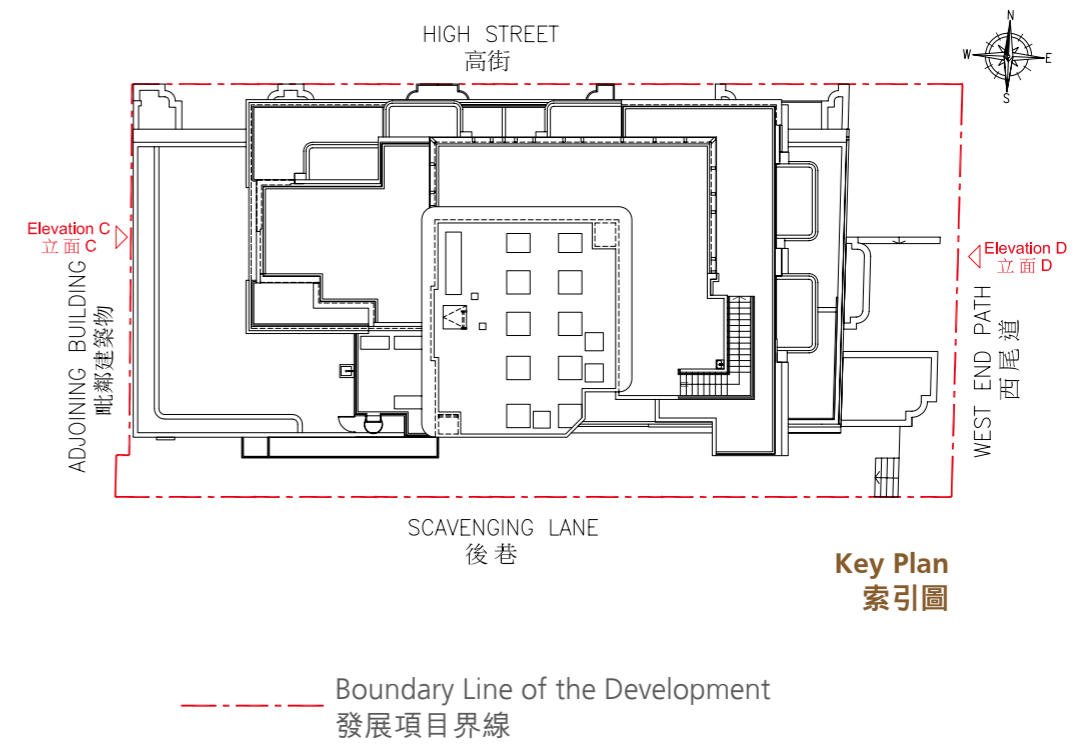 HIGH STREET
高街
N
W
E
S
Elevation C
立面 C
ADJOINING BUILDING
毗鄰建築物
Elevation D
立面 D
WEST END PATH
西尾道
SCAVENGING LANE
後巷
Key Plan
索引圖
Boundary Line of the Development
發展項目界線